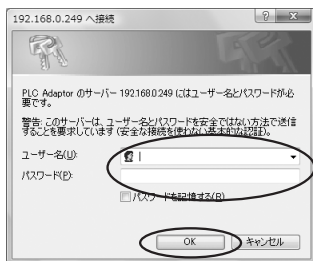 192.168.0.249 へ接続
PLC Adaptor のサーバー 192.168.0.249 にはユーザー名とパスワードが必
要です。
警告: このサーバーは、ユーザー名とパスワードを安全ではない方法で送信
することを要求しています (安全な接続を使わない基本的な認証)。
ユーザー名(U):
パスワード(P):
パスワードを記憶する(R)
OK
キャンセル